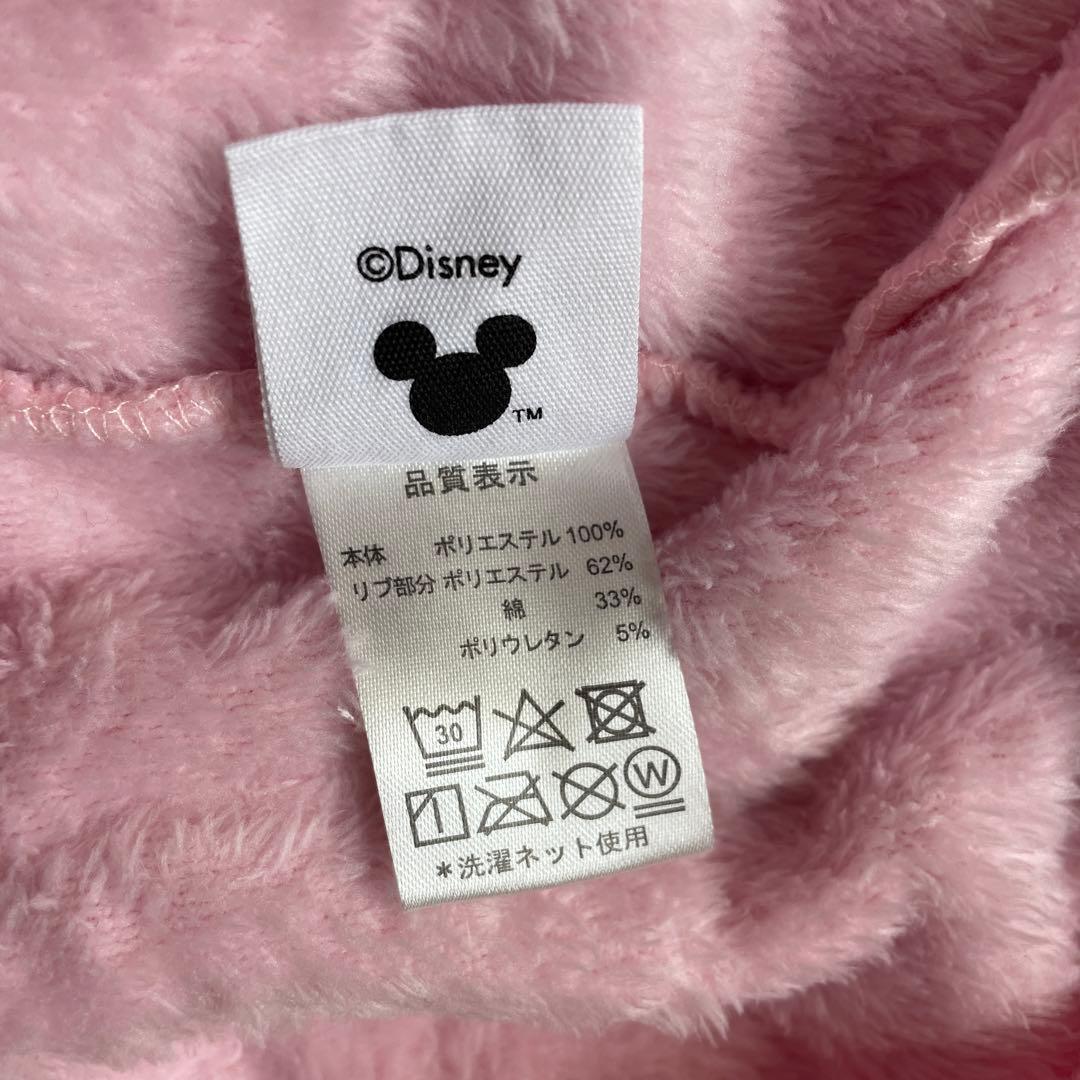 ©Disney
TM
品質表示
本体 ポリエステル 100%
リブ部分 ポリエステル 62%
綿 33%
ポリウレタン 5%
30
W
*洗濯ネット使用